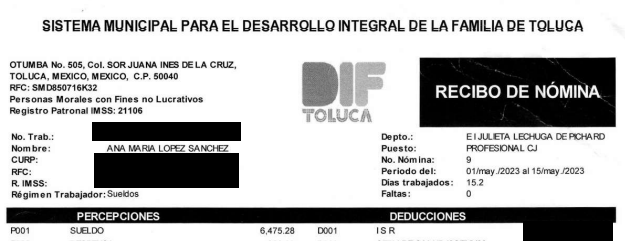 SISTEMA MUNICIPAL PARA EL DESARROLLO INTEGRAL DE LA FAMILIA DE TOLUCA
OTUMBA No. 505, Col. SOR JUANA INES DE LA CRUZ,
TOLUCA, MEXICO, MEXICO, C.P. 50040
RFC: SMD850716K32
Personas Morales con Fines no Lucrativos
Registro Patronal IMSS: 21106
DIF
TOLUCA
RECIBO DE NÓMINA
No. Trab.:
Nombre: ANA MARIA LOPEZ SANCHEZ
CURP:
RFC:
R. IMSS:
Régimen Trabajador: Sueldos
Depto.: E I JULIETA LECHUGA DE PICHARD
Puesto: PROFESIONAL CJ
No. Nómina: 9
Periodo del: 01/may./2023 al 15/may./2023
Dias trabajados: 15.2
Faltas: 0
PERCEPCIONES DEDUCCIONES
P001 SUELDO 6,475.28 D001 I S R